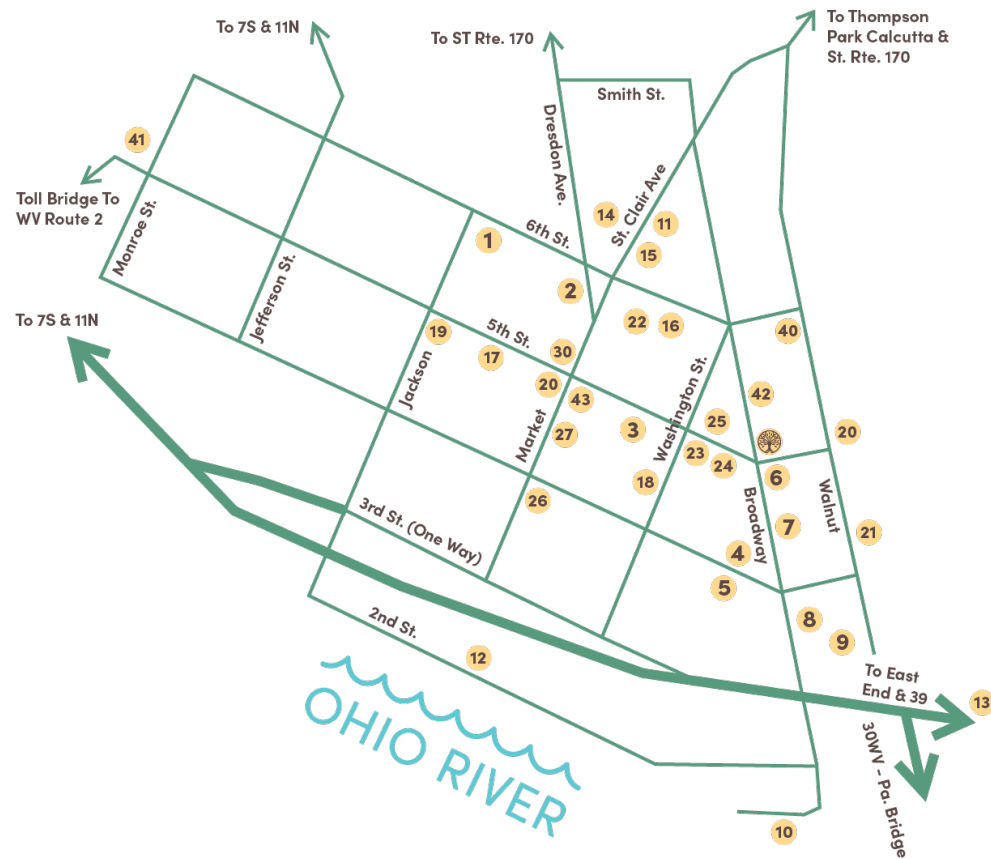 To 7S & 11N
To ST Rte. 170
To Thompson
Park Calcutta &
St. Rte. 170
Smith St.
Dresdon Ave.
St. Clair Ave
41
Toll Bridge To
WV Route 2
Monroe St.
Jefferson St.
14
11
15
6th St.
1
2
To 7S & 11N
19
Jackson
17
5th St.
30
22
16
40
20
43
42
Market
27
3
Washington St.
25
23
24
20
18
6
26
Broadway
7
Walnut
21
4
5
3rd St. (One Way)
8
9
2nd St.
12
To East
End & 39
13
OHIO RIVER
30WV - Pa. Bridge
10